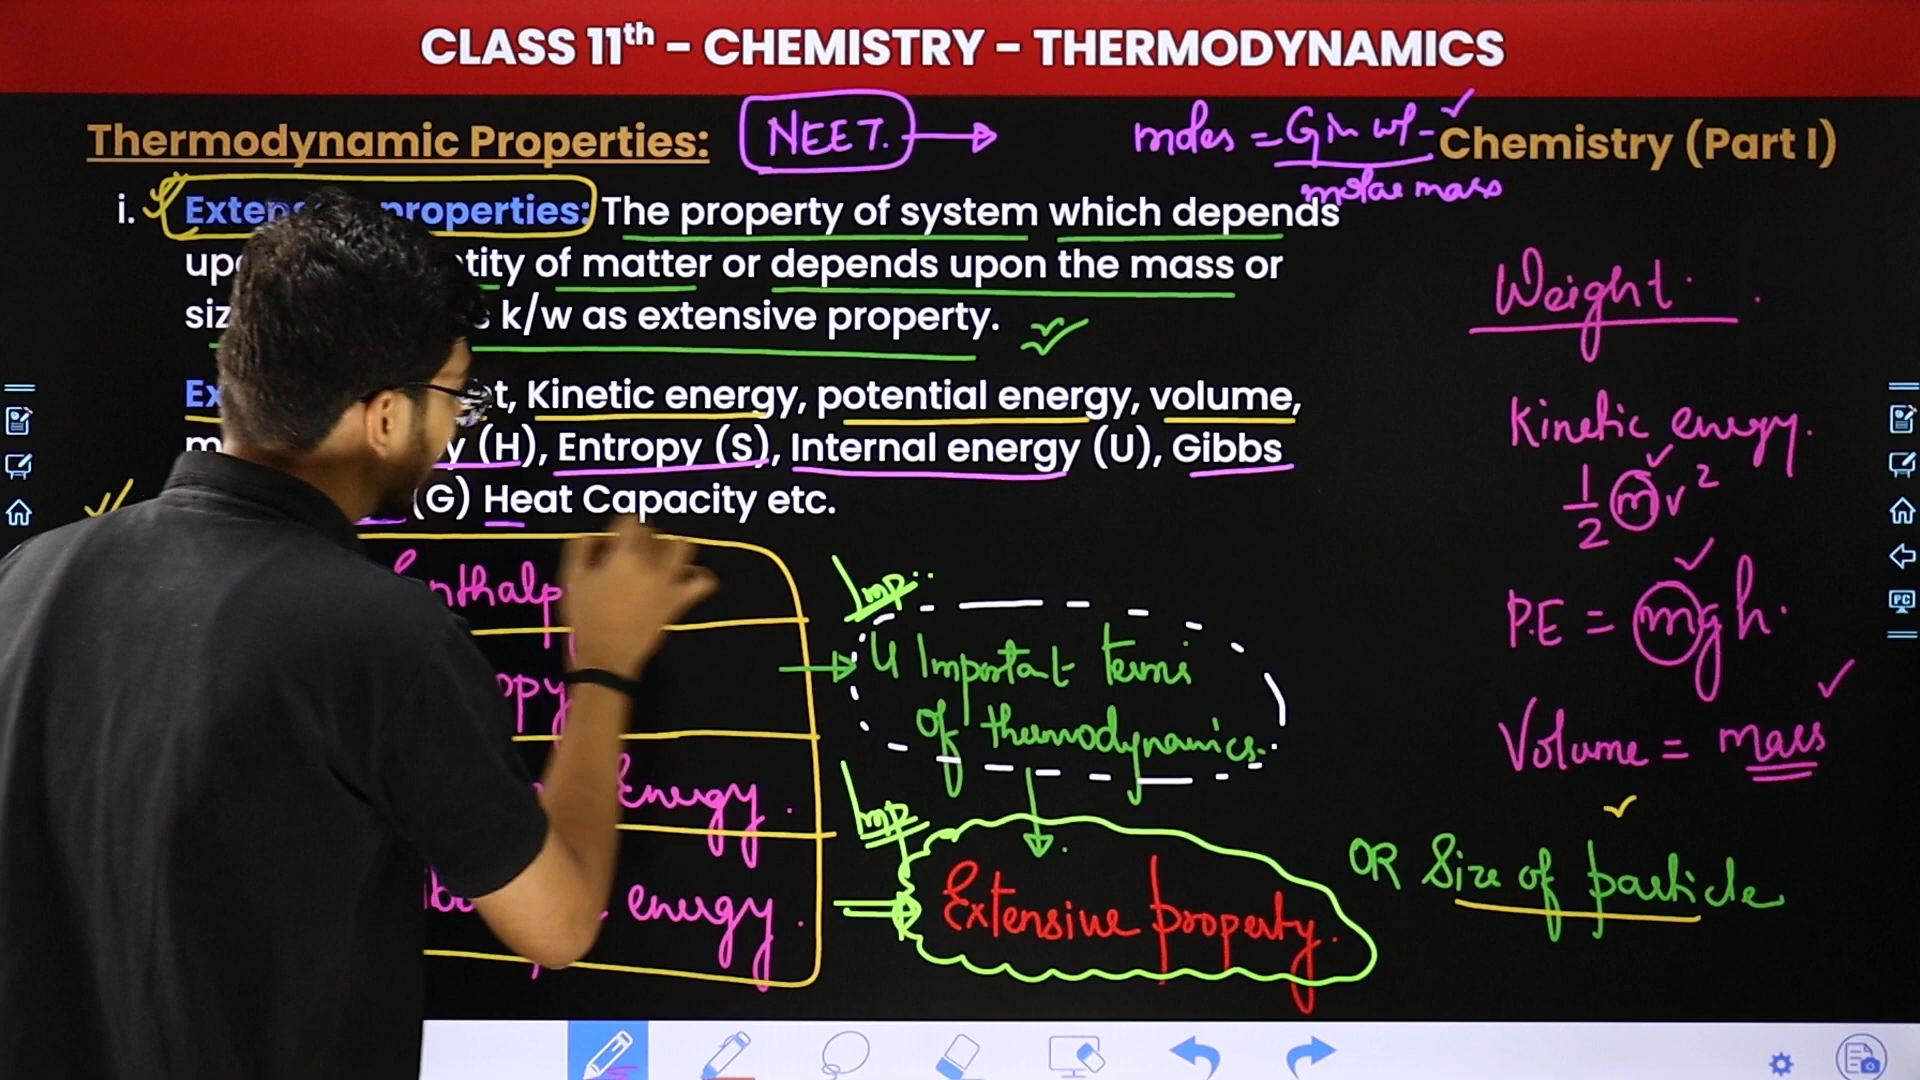 CLASS 11th - CHEMISTRY - THERMODYNAMICS
Thermodynamic Properties:
NEET.
moles = Gin wt
molar mass
Chemistry (Part I)
i. properties: The property of system which depends
of matter or depends upon the mass or
k/w as extensive property.
Kinetic energy, potential energy, volume,
(H), Entropy (S), Internal energy (U), Gibbs
(G) Heat Capacity etc.
Weight.
Kinetic energy.
1/2 mv²
P.E = mgh.
Volume = mass
OR Size of particle
Energy.
energy.
Imp:
4 Important terms
of thermodynamics.
Imp
Extensive property.
PC